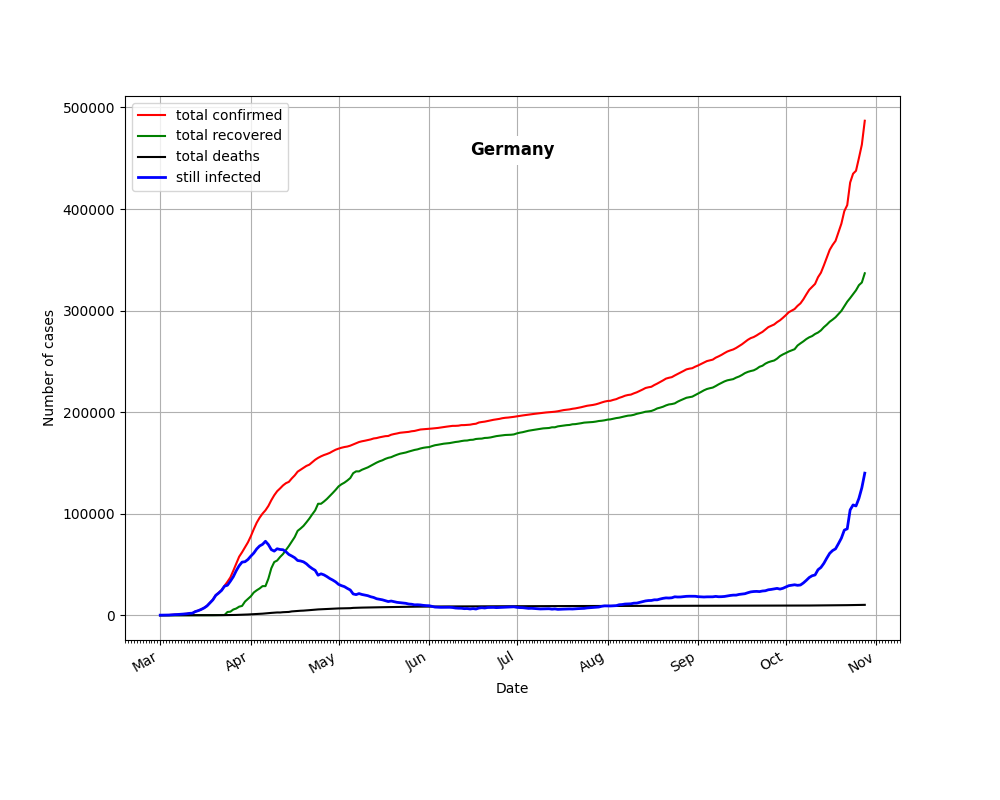 500000
400000
300000
200000
100000
0
Number of cases
total confirmed
total recovered
total deaths
still infected
Germany
Mar Apr May Jun Jul Aug Sep Oct Nov
Date